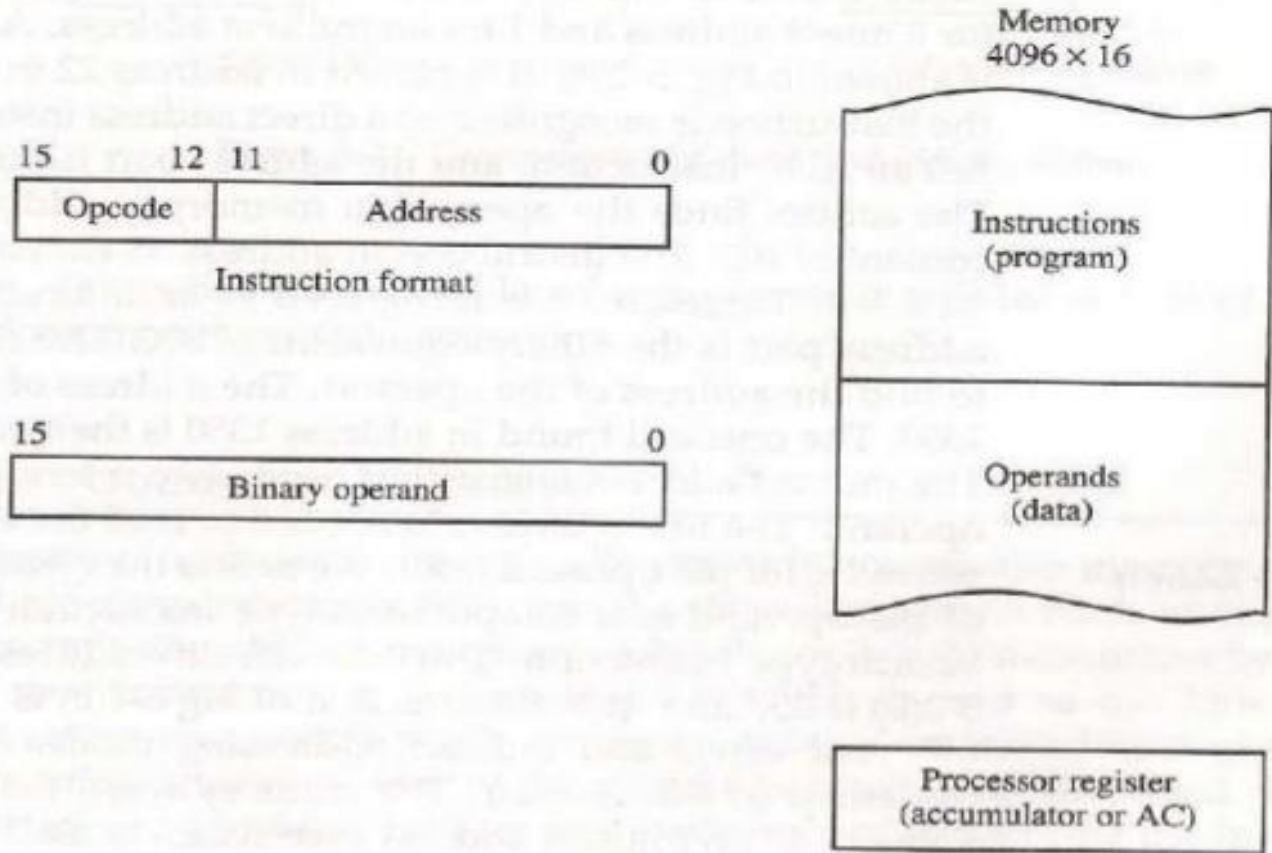 Memory
4096 × 16
15 12 11 0
Opcode Address
Instruction format
15 0
Binary operand
Instructions
(program)
Operands
(data)
Processor register
(accumulator or AC)